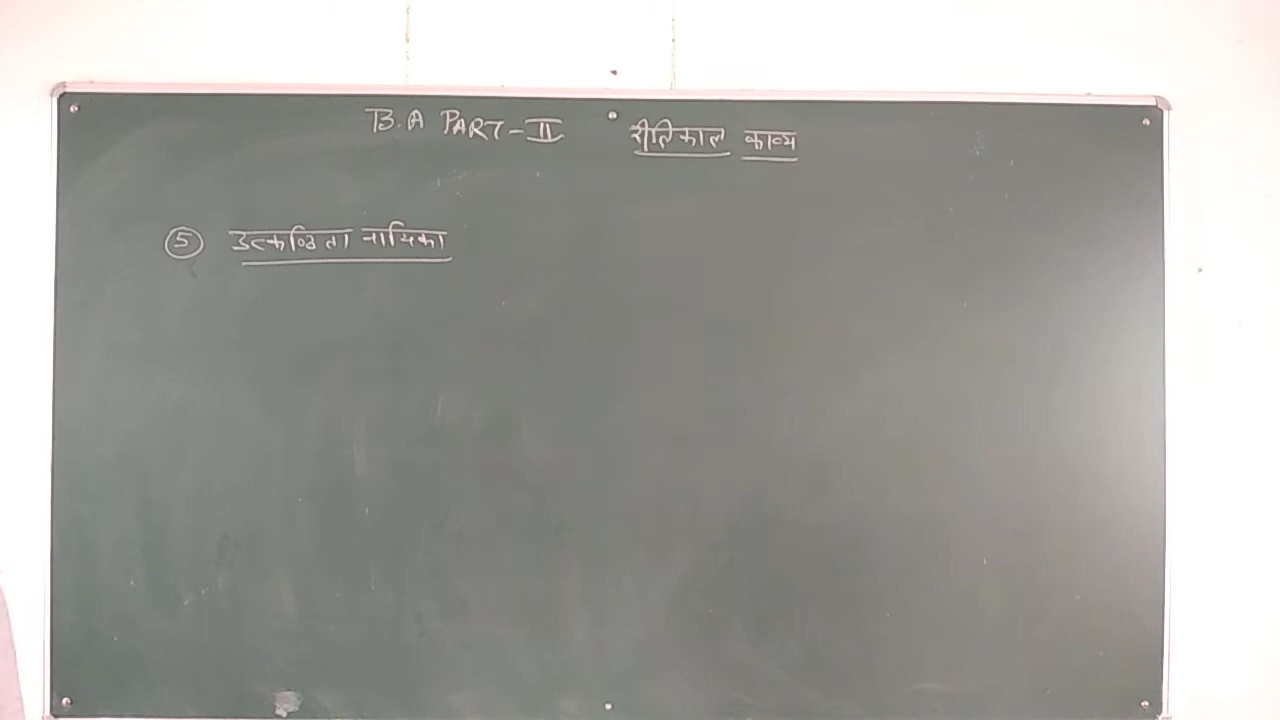 B.A PART-II रीतिकाल काव्य
⑤ उत्कण्ठिता नायिका